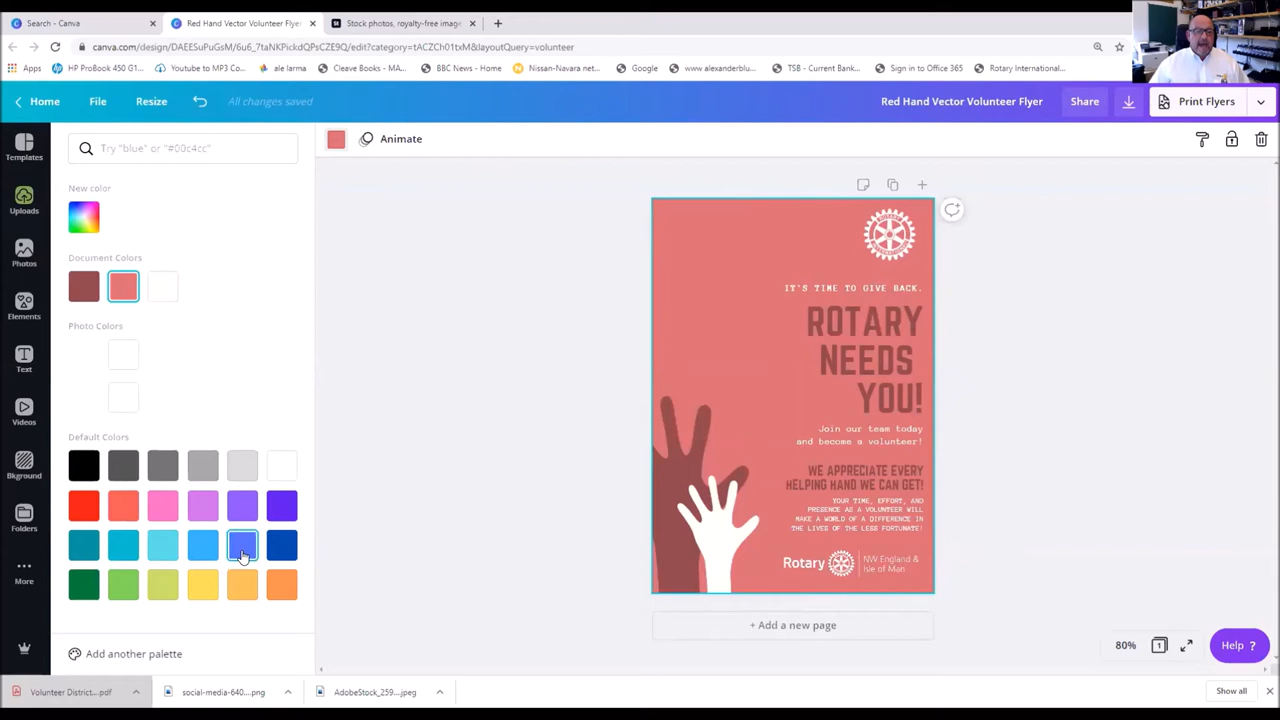 Search - Canva
Red Hand Vector Volunteer Flye
Stock photos, royalty-free image
canva.com/design/DAEESuPuGsM/6u6_7taNKPickdQPsCZE9Q/edit?category=tACZCh01txM&layoutQuery=volunteer
Apps
HP ProBook 450 G1...
Youtube to MP3 Co...
ale larma
Cleave Books - MA...
BBC News - Home
Nissan-Navara net...
Google
www.alexanderblu...
TSB - Current Bank...
Sign in to Office 365
Rotary International...
Home
File
Resize
All changes saved
Red Hand Vector Volunteer Flyer
Share
Print Flyers
Templates
Uploads
Photos
Elements
Text
Videos
Bkground
Folders
More
Try "blue" or "#00c4cc"
New color
Document Colors
Photo Colors
Default Colors
Add another palette
Animate
IT'S TIME TO GIVE BACK.
ROTARY
NEEDS
YOU!
Join our team today
and become a volunteer!
WE APPRECIATE EVERY
HELPING HAND WE CAN GET!
YOUR TIME, EFFORT, AND
PRESENCE AS A VOLUNTEER WILL
MAKE A WORLD OF A DIFFERENCE IN
THE LIVES OF THE LESS FORTUNATE!
Rotary
NW England &
Isle of Man
+ Add a new page
80%
1
Help ?
Volunteer District....pdf
social-media-640....png
AdobeStock_259....jpeg
Show all